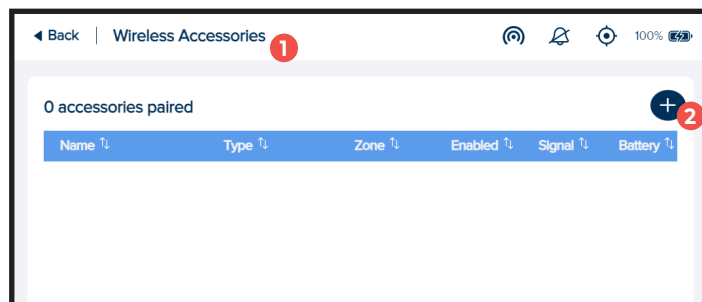 Back Wireless Accessories 1 100%
0 accessories paired
2
Name Type Zone Enabled Signal Battery